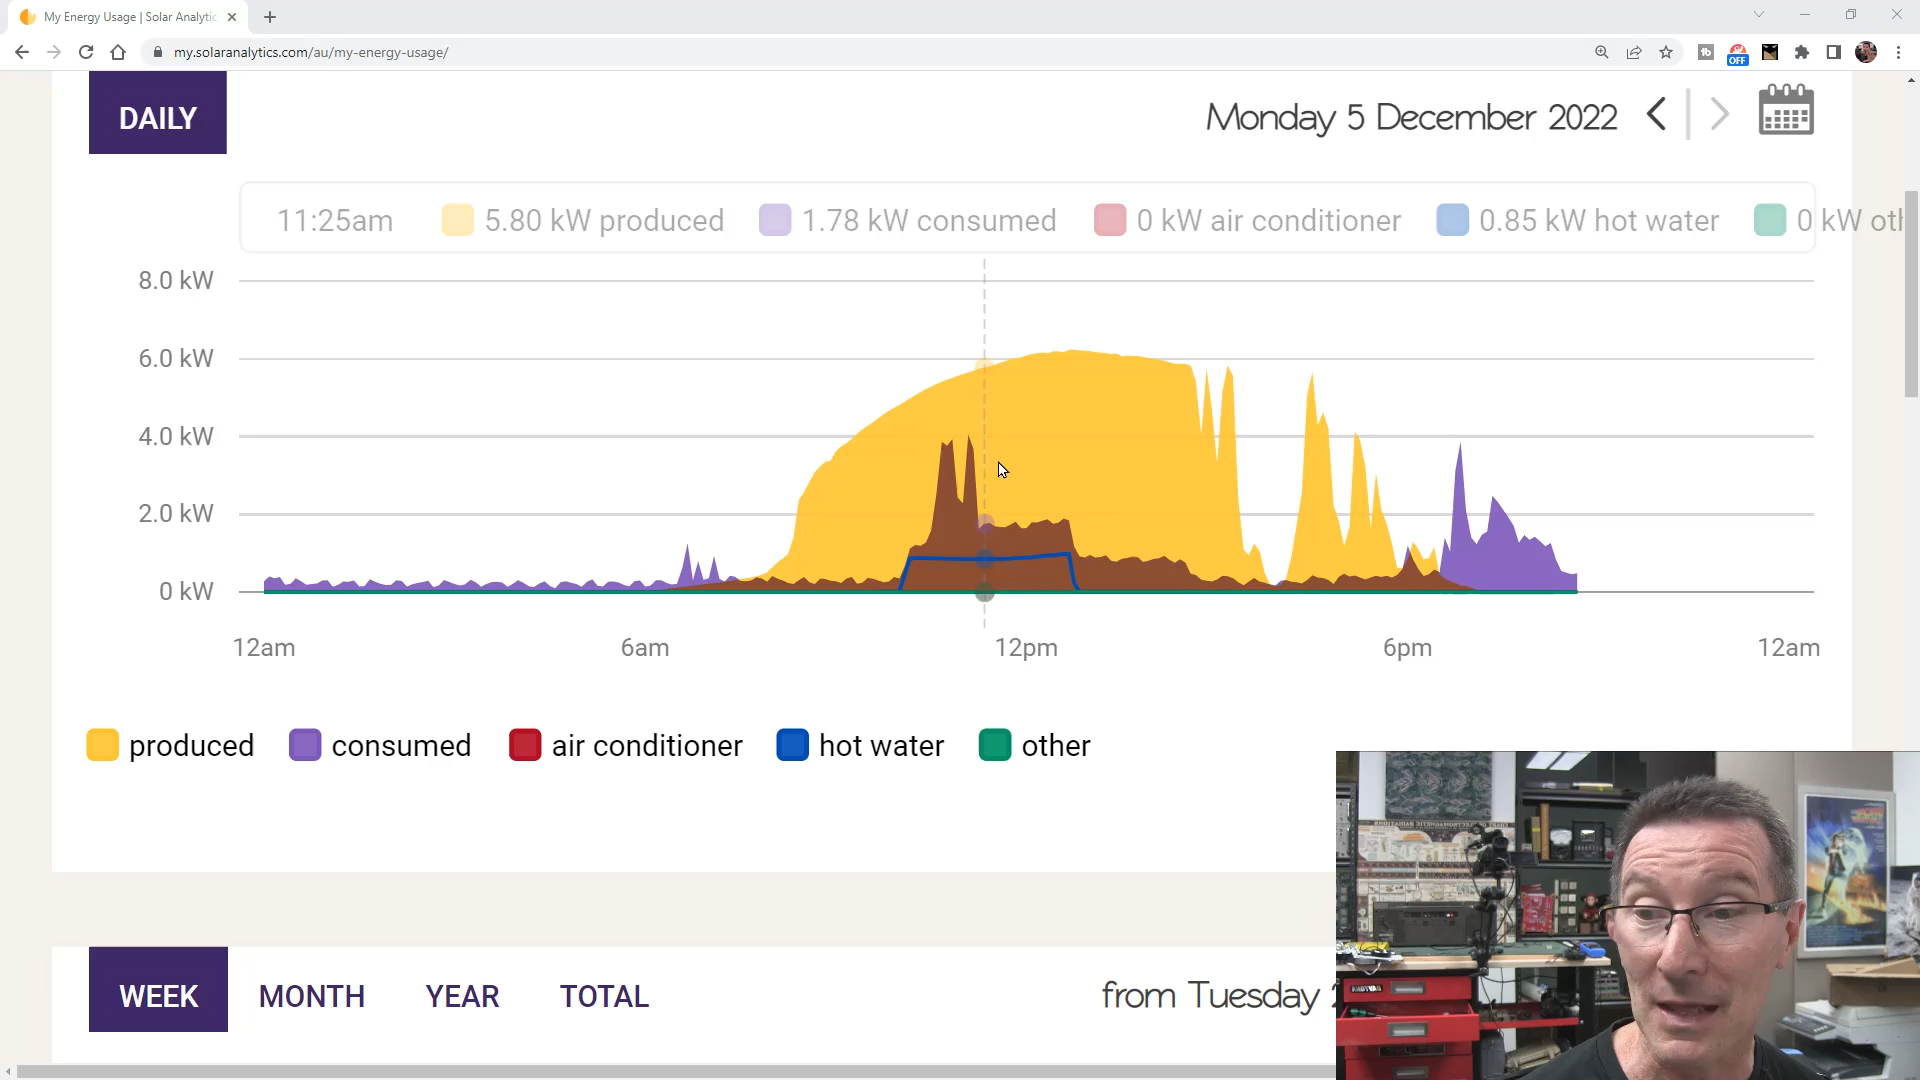 My Energy Usage | Solar Analytic
my.solaranalytics.com/au/my-energy-usage/
OFF
DAILY
Monday 5 December 2022
11:25am 5.80 kW produced 1.78 kW consumed 0 kW air conditioner 0.85 kW hot water 0 kW oth
8.0 kW
6.0 kW
4.0 kW
2.0 kW
0 kW
12am 6am 12pm 6pm 12am
produced consumed air conditioner hot water other
WEEK MONTH YEAR TOTAL
from Tuesday